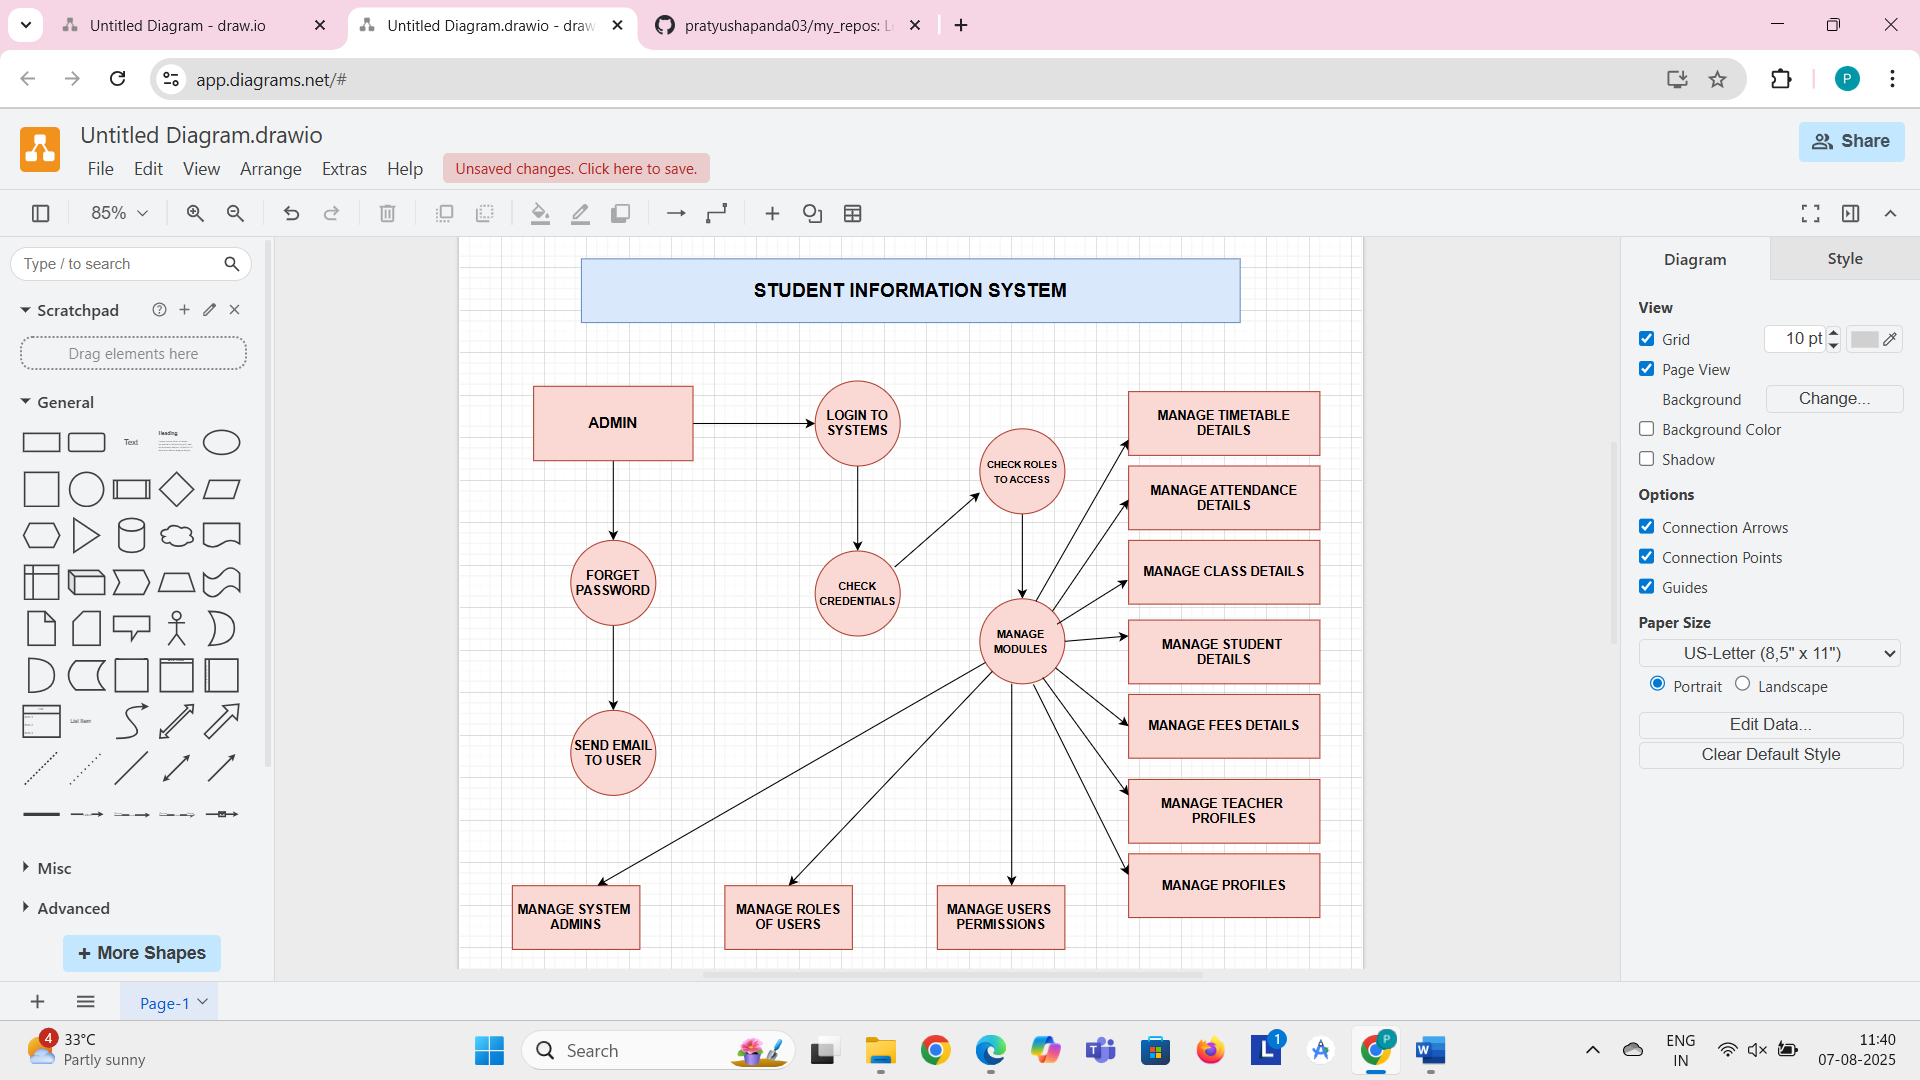 Untitled Diagram - draw.io
Untitled Diagram.drawio - draw
pratyushapanda03/my_repos: L
app.diagrams.net/#
P
Untitled Diagram.drawio
File Edit View Arrange Extras Help
Unsaved changes. Click here to save.
Share
85%
Type / to search
Scratchpad
Drag elements here
General
Text
Heading
List Item
Misc
Advanced
+ More Shapes
STUDENT INFORMATION SYSTEM
ADMIN
LOGIN TO
SYSTEMS
CHECK ROLES
TO ACCESS
FORGET
PASSWORD
CHECK
CREDENTIALS
MANAGE
MODULES
SEND EMAIL
TO USER
MANAGE TIMETABLE
DETAILS
MANAGE ATTENDANCE
DETAILS
MANAGE CLASS DETAILS
MANAGE STUDENT
DETAILS
MANAGE FEES DETAILS
MANAGE TEACHER
PROFILES
MANAGE PROFILES
MANAGE SYSTEM
ADMINS
MANAGE ROLES
OF USERS
MANAGE USERS
PERMISSIONS
Diagram
Style
View
Grid
10 pt
Page View
Background
Change...
Background Color
Shadow
Options
Connection Arrows
Connection Points
Guides
Paper Size
US-Letter (8,5" x 11")
Portrait
Landscape
Edit Data...
Clear Default Style
Page-1
4
33°C
Partly sunny
Search
L
1
P
W
ENG
IN
11:40
07-08-2025